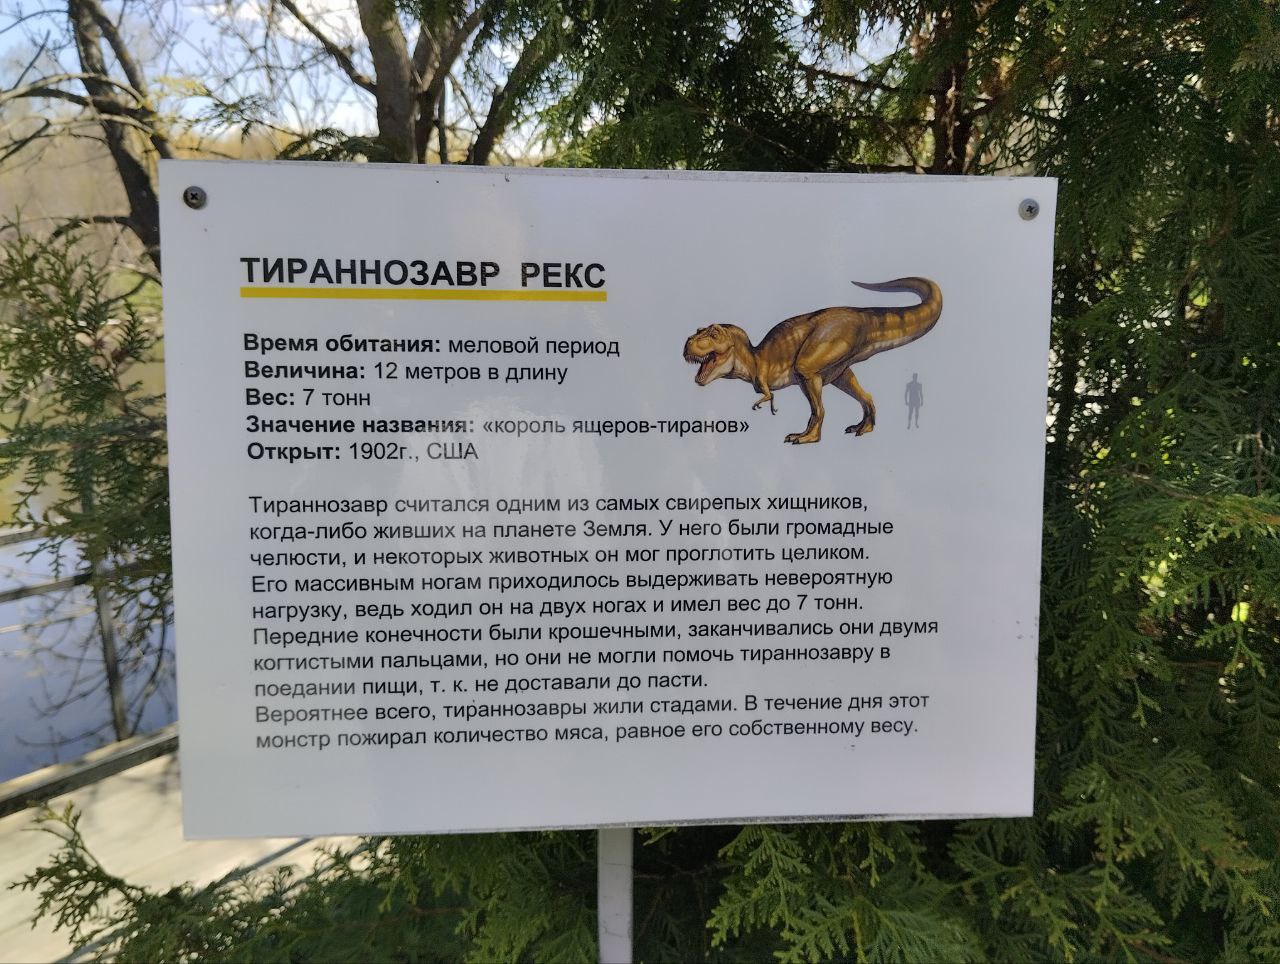 ТИРАННОЗАВР РЕКС
Время обитания: меловой период
Величина: 12 метров в длину
Вес: 7 тонн
Значение названия: «король ящеров-тиранов»
Открыт: 1902г., США
Тираннозавр считался одним из самых свирепых хищников,
когда-либо живших на планете Земля. У него были громадные
челюсти, и некоторых животных он мог проглотить целиком.
Его массивным ногам приходилось выдерживать невероятную
нагрузку, ведь ходил он на двух ногах и имел вес до 7 тонн.
Передние конечности были крошечными, заканчивались они двумя
когтистыми пальцами, но они не могли помочь тираннозавру в
поедании пищи, т. к. не доставали до пасти.
Вероятнее всего, тираннозавры жили стадами. В течение дня этот
монстр пожирал количество мяса, равное его собственному весу.